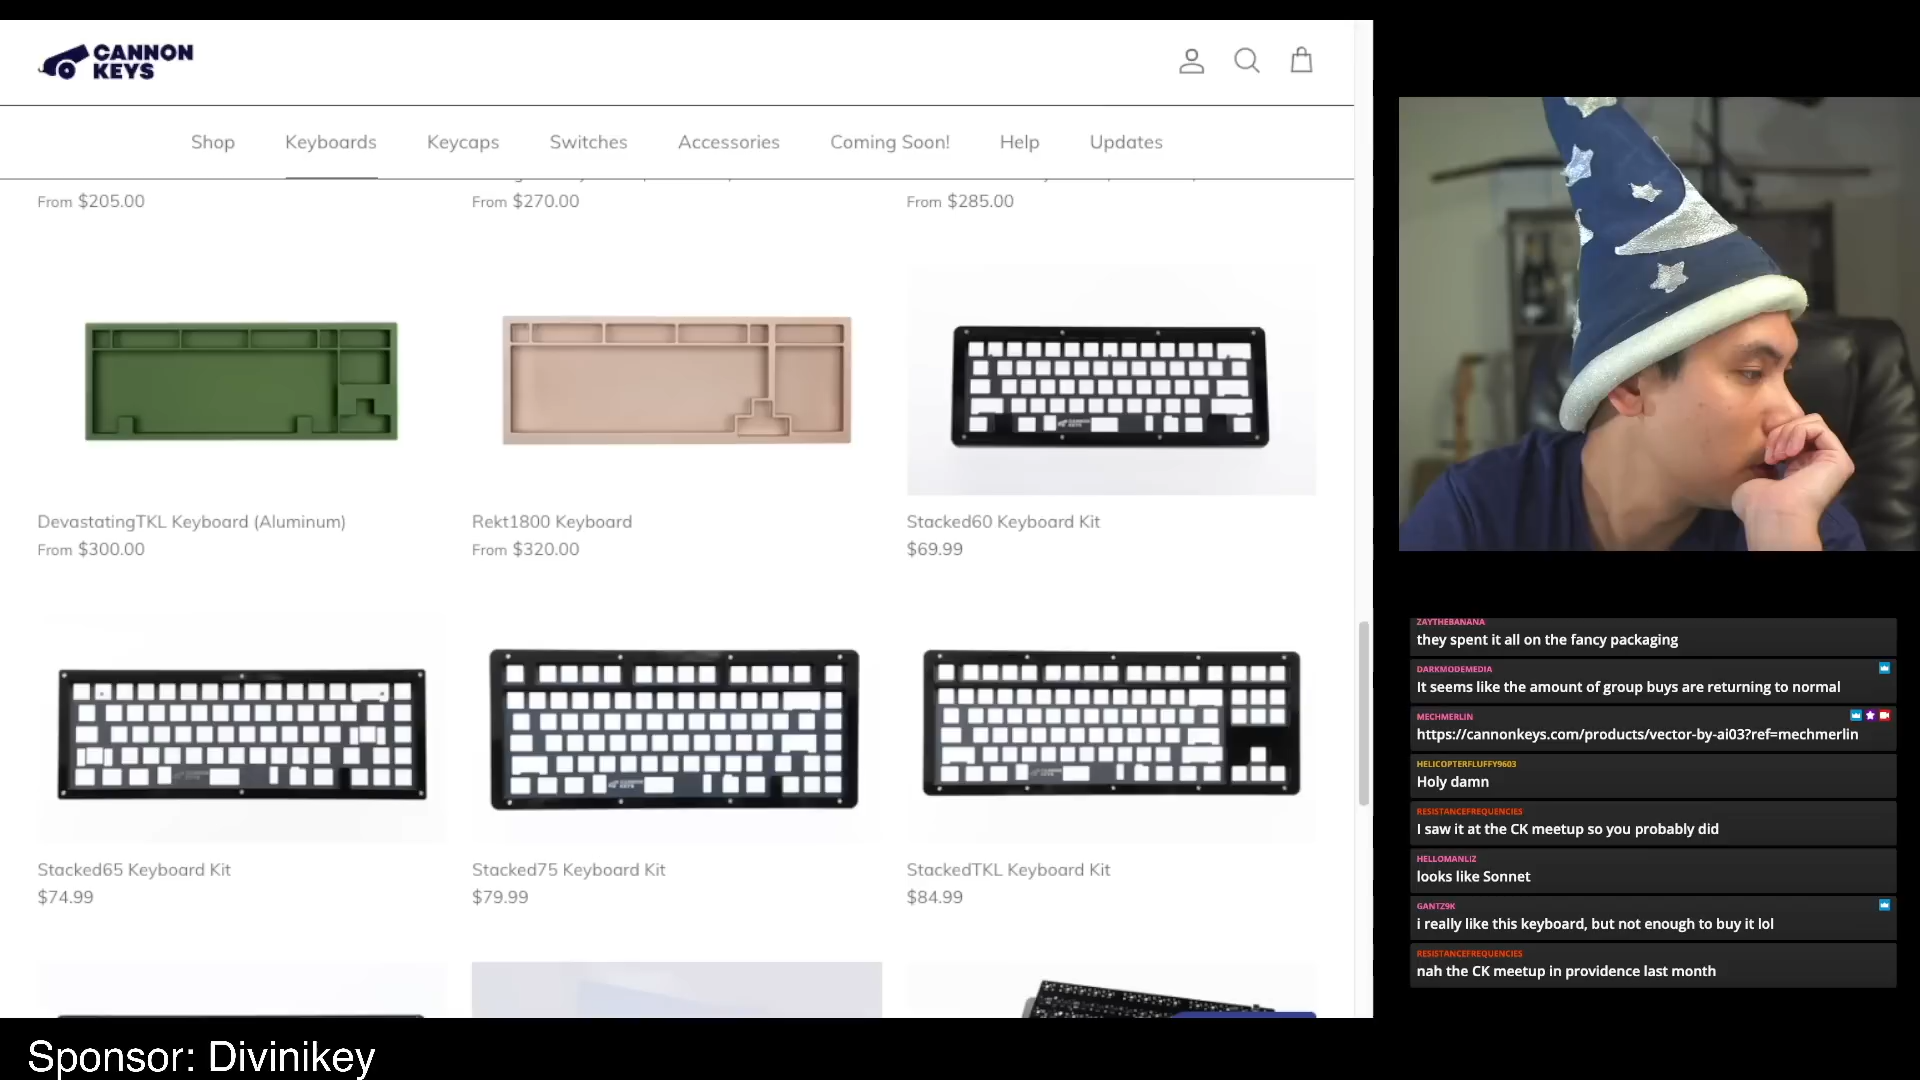 CANNON
KEYS
Shop
Keyboards
Keycaps
Switches
Accessories
Coming Soon!
Help
Updates
From $205.00
From $270.00
From $285.00
DevastatingTKL Keyboard (Aluminum)
From $300.00
Rekt1800 Keyboard
From $320.00
Stacked60 Keyboard Kit
$69.99
Stacked65 Keyboard Kit
$74.99
Stacked75 Keyboard Kit
$79.99
StackedTKL Keyboard Kit
$84.99
ZAYTHEBANANA
they spent it all on the fancy packaging
DARKMODEMEDIA
It seems like the amount of group buys are returning to normal
MECHMERLIN
https://cannonkeys.com/products/vector-by-ai03?ref=mechmerlin
HELICOPTERFLUFFY9603
Holy damn
RESISTANCEFREQUENCIES
I saw it at the CK meetup so you probably did
HELLOMANLIZ
looks like Sonnet
GANTZ9K
i really like this keyboard, but not enough to buy it lol
RESISTANCEFREQUENCIES
nah the CK meetup in providence last month
Sponsor: Divinikey